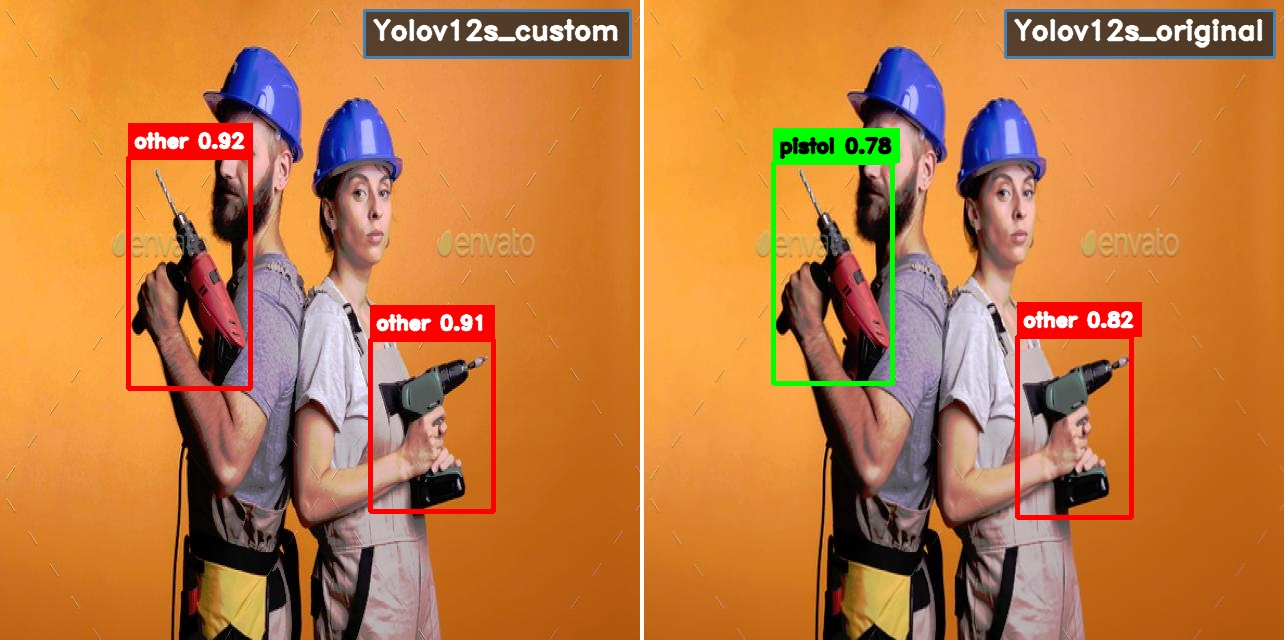 Yolov12s_custom
other 0.92
envato
envato
other 0.91
Yolov12s_original
pistol 0.78
envato
envato
other 0.82